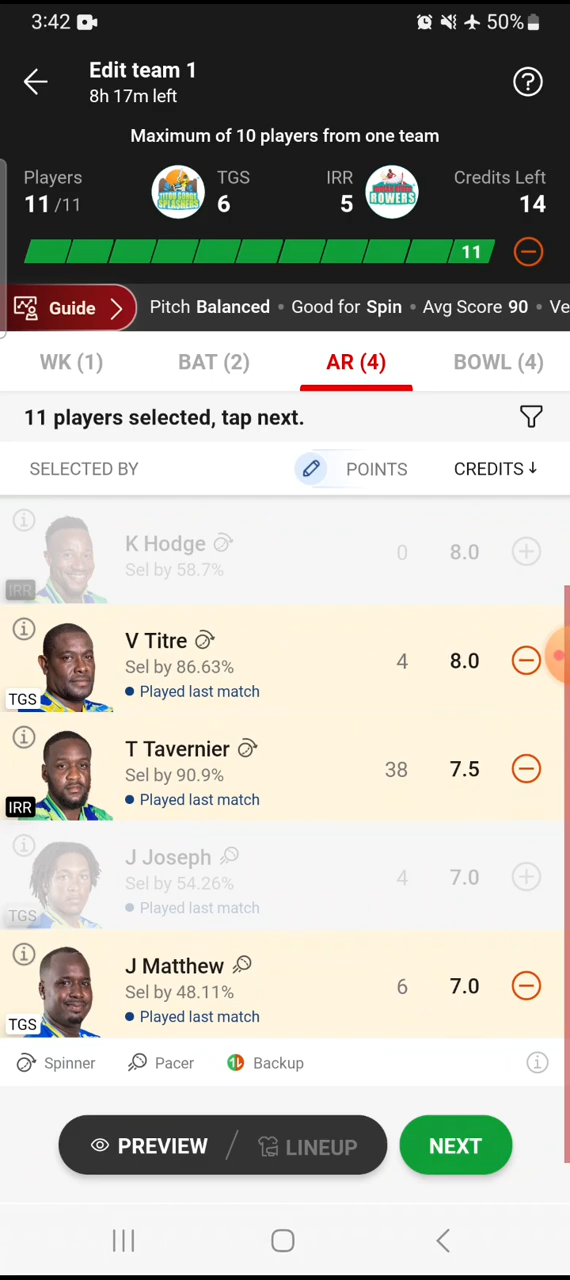 3:42
50%
Edit team 1
8h 17m left
Maximum of 10 players from one team
Players
TGS
IRR
Credits Left
11 /11
6
5
ROWERS
14
11
Guide
Pitch Balanced • Good for Spin • Avg Score 90 • Ve
WK (1)
BAT (2)
AR (4)
BOWL (4)
11 players selected, tap next.
SELECTED BY
POINTS
CREDITS ↓
K Hodge
0
8.0
Sel by 58.7%
IRR
V Titre
Sel by 86.63%
4
8.0
• Played last match
TGS
T Tavernier
Sel by 90.9%
38
7.5
• Played last match
IRR
J Joseph
Sel by 54.26%
4
7.0
• Played last match
TGS
J Matthew
Sel by 48.11%
6
7.0
• Played last match
TGS
Spinner
Pacer
Backup
PREVIEW / LINEUP
NEXT